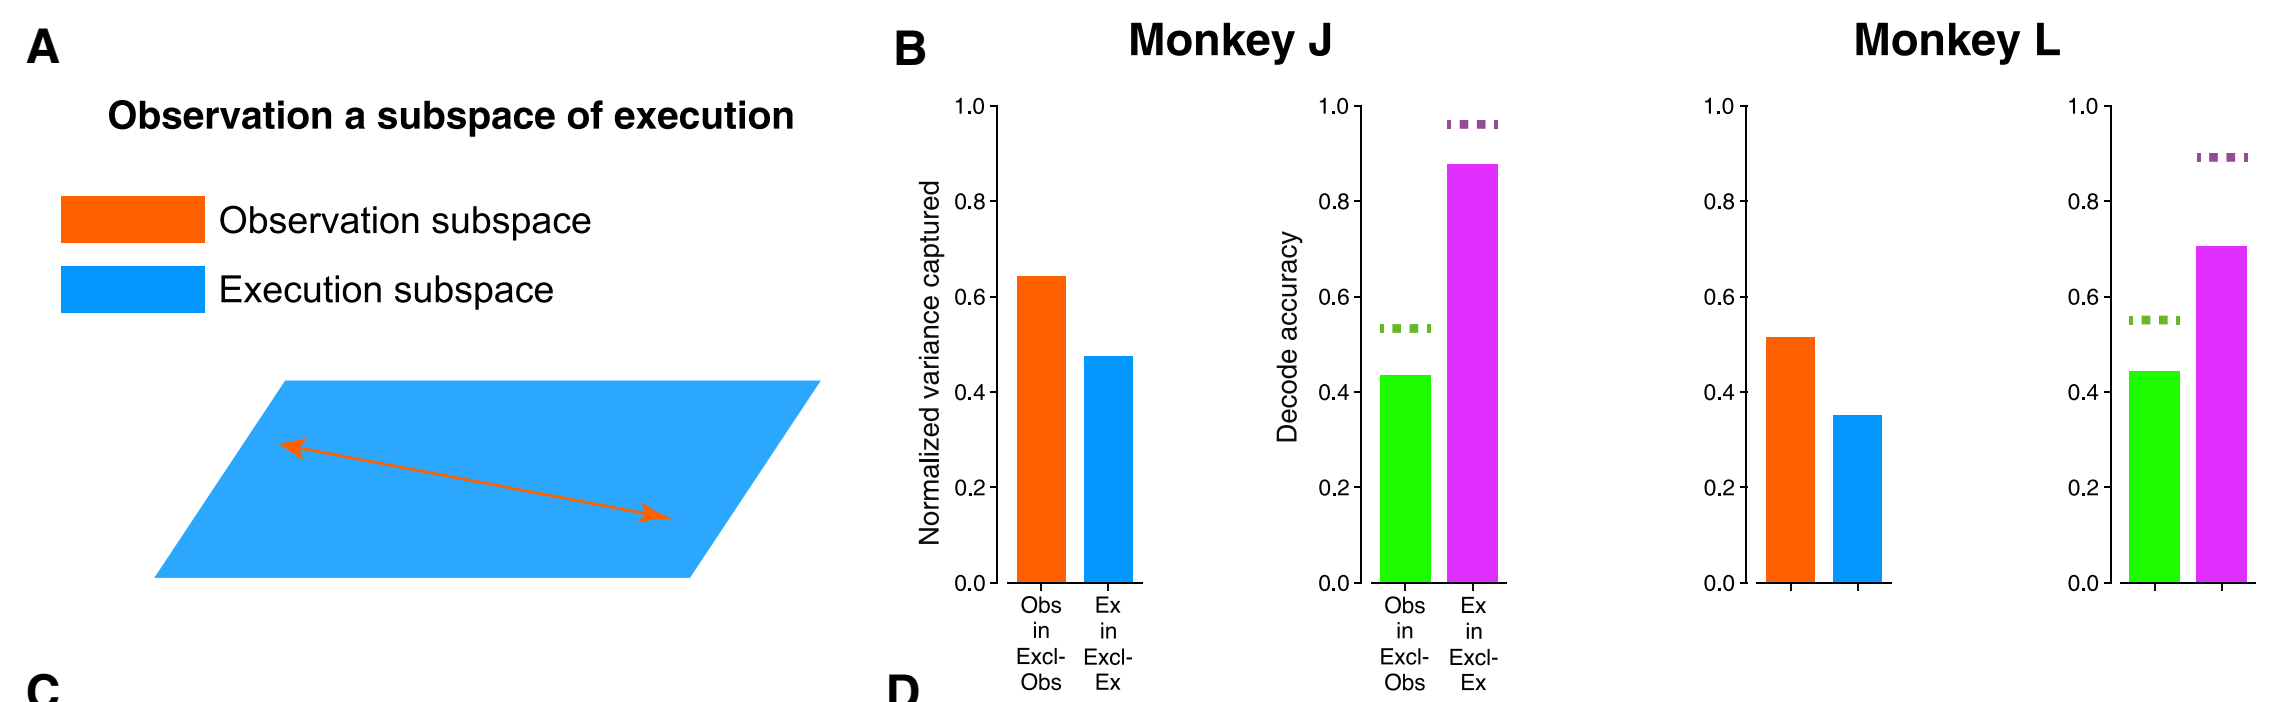 A
Observation a subspace of execution
Observation subspace
Execution subspace
B
Monkey J
Monkey L
Normalized variance captured
1.0
0.8
0.6
0.4
0.2
0.0
Obs
in
Excl-
Obs
Ex
in
Excl-
Ex
Decode accuracy
1.0
0.8
0.6
0.4
0.2
0.0
Obs
in
Excl-
Obs
Ex
in
Excl-
Ex
1.0
0.8
0.6
0.4
0.2
0.0
1.0
0.8
0.6
0.4
0.2
0.0
C
D